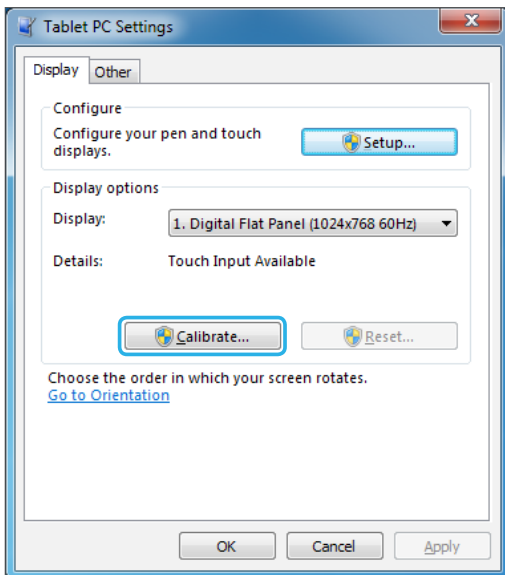 Tablet PC Settings
Display
Other
Configure
Configure your pen and touch
displays.
Setup...
Display options
Display:
1. Digital Flat Panel (1024x768 60Hz)
Details:
Touch Input Available
Calibrate...
Reset...
Choose the order in which your screen rotates.
Go to Orientation
OK
Cancel
Apply